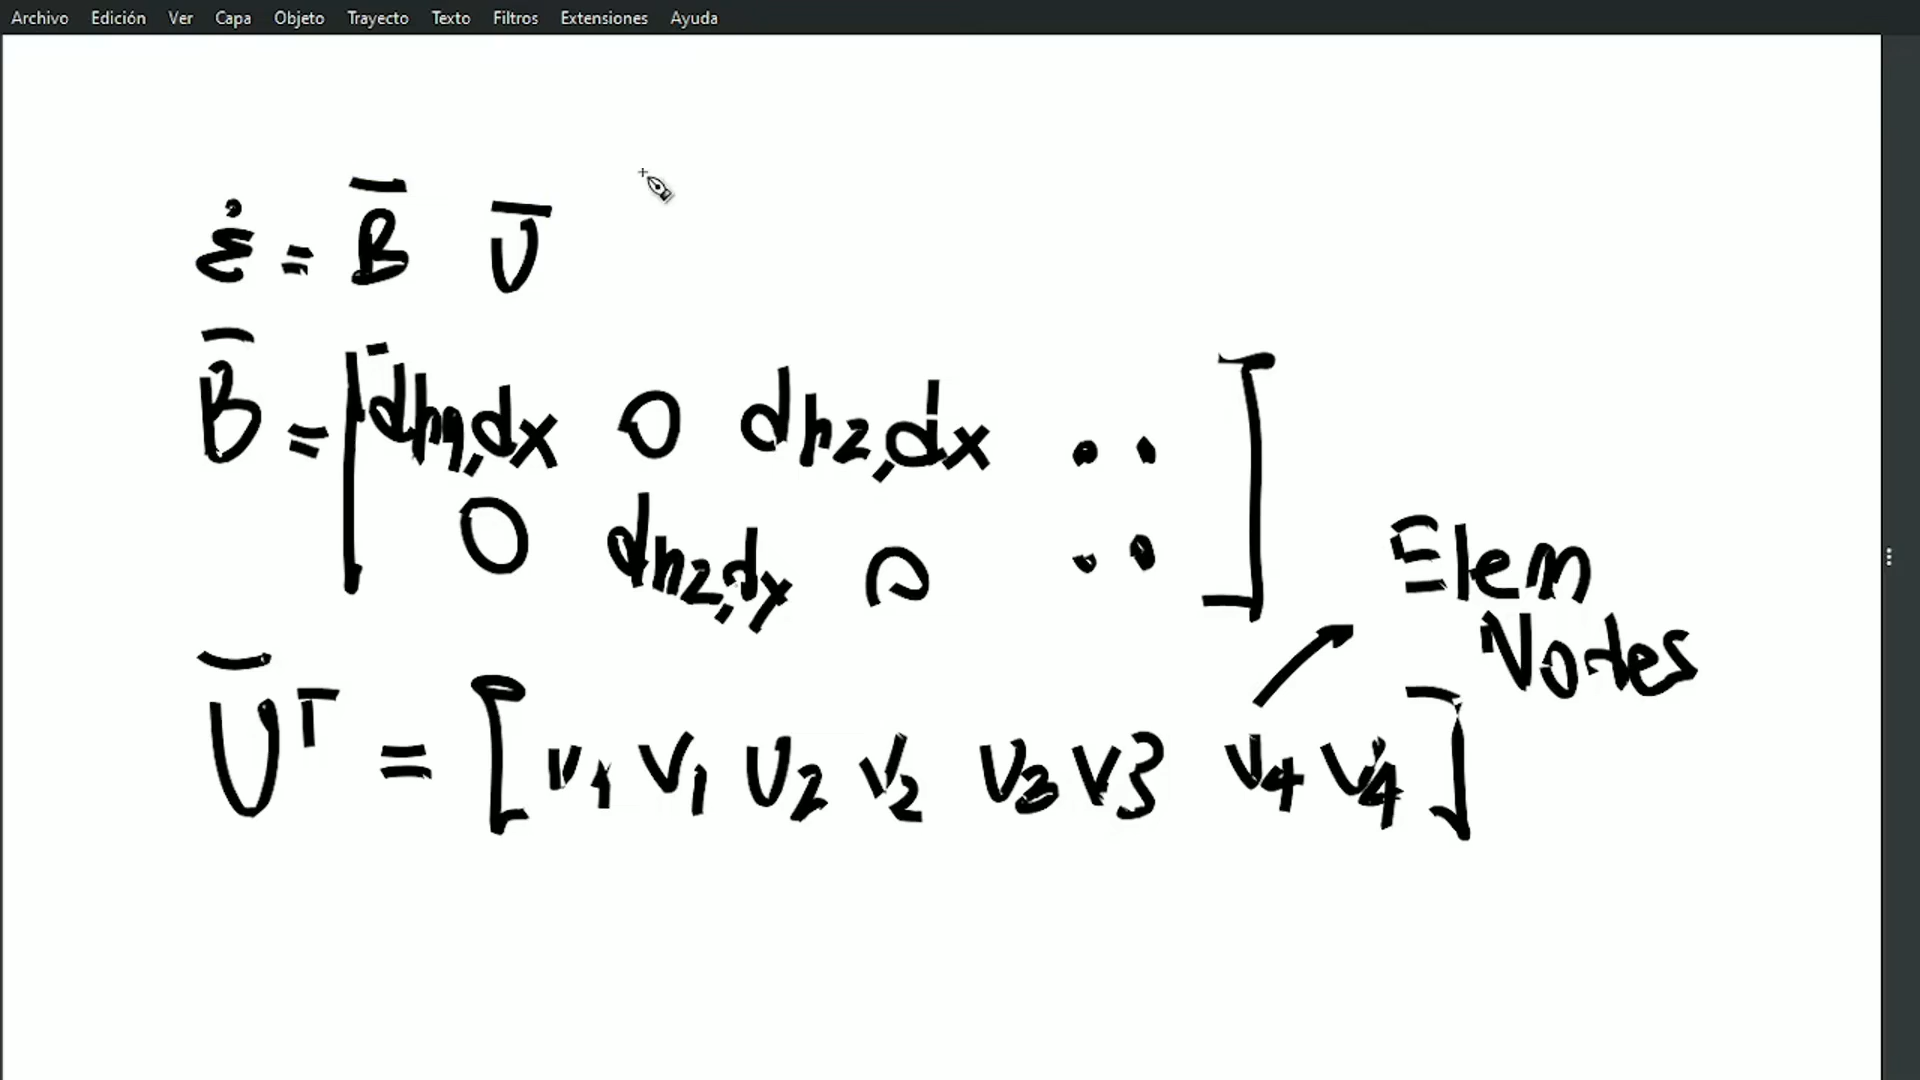 Archivo Edición Ver Capa Objeto Trayecto Texto Filtros Extensiones Ayuda
ε̇ = B̅ U̅
B̅ = [ dh1,dx 0 dh2,dx .. ]
0 dh2,dy 0 ..
Elem
Nodes
U̅ᵀ = [ U1 V1 U2 V2 U3 V3 U4 V4 ]